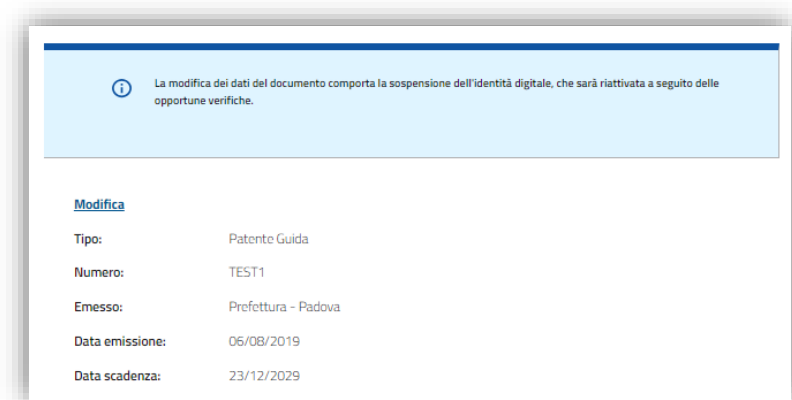 La modifica dei dati del documento comporta la sospensione dell'identità digitale, che sarà riattivata a seguito delle
opportune verifiche.
Modifica
Tipo: Patente Guida
Numero: TEST1
Emesso: Prefettura - Padova
Data emissione: 06/08/2019
Data scadenza: 23/12/2029